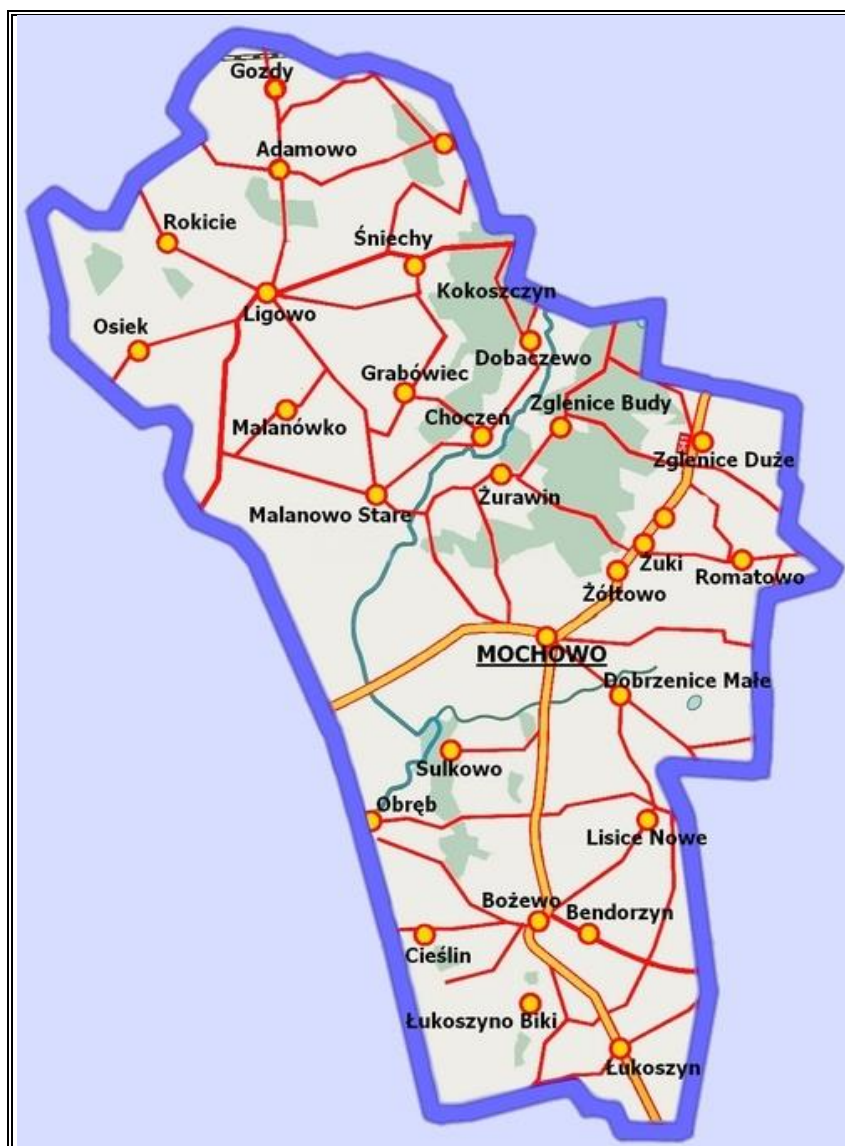 Gozdy
Adamowo
Rokicie
Śniechy
Kokoszczyn
Ligowo
Osiek
Dobaczewo
Grabówiec
Zglenice Budy
Choczeń
Malanówko
Zglenice Duże
Żurawin
Malanowo Stare
Żuki
Romatowo
Żółtowo
MOCHOWO
Dobrzenice Małe
Sulkowo
Obręb
Lisice Nowe
Bożewo
Bendorzyn
Cieślin
Łukoszyno Biki
Łukoszyn